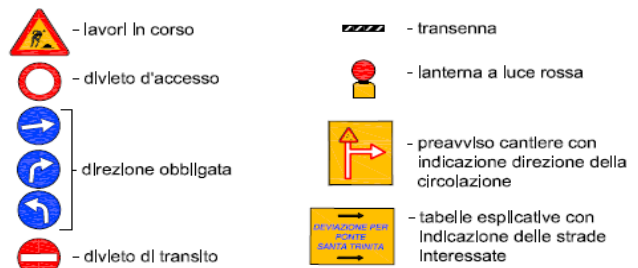 - lavori in corso
- divieto d'accesso
- direzione obbligata
- divieto di transito
- transenna
- lanterna a luce rossa
- preavviso cantiere con
indicazione direzione della
circolazione
DEVIAZIONE PER
PONTE
SANTA TRINITA
- tabelle esplicative con
indicazione delle strade
interessate